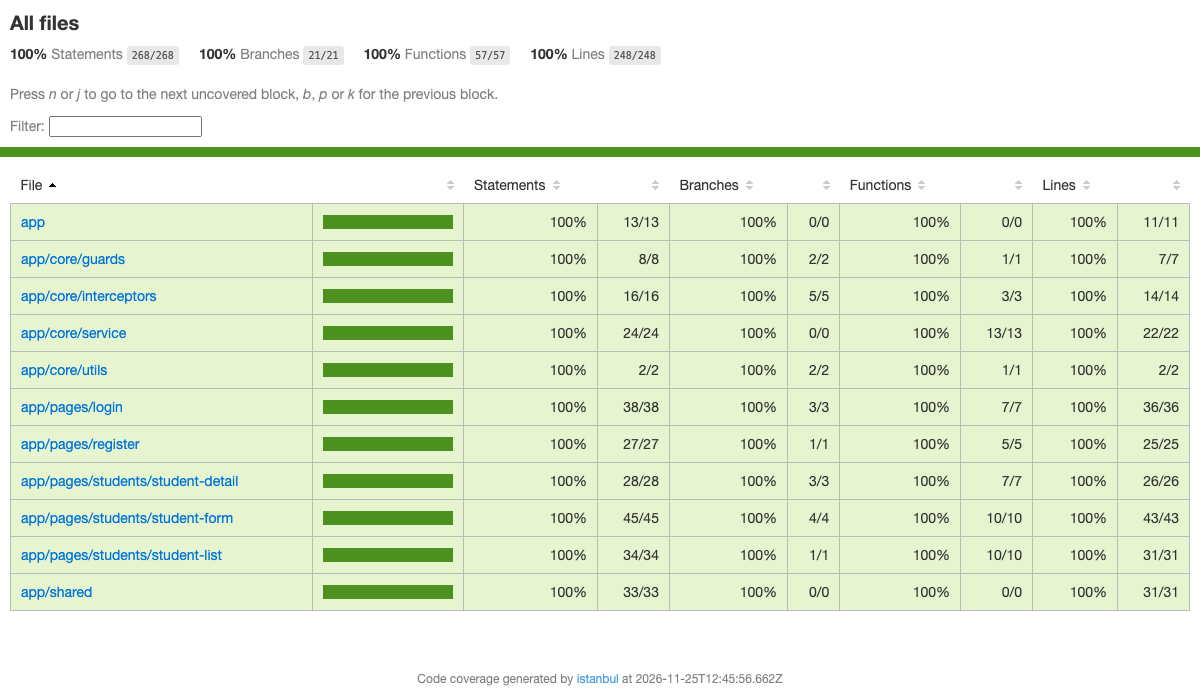 All files
100% Statements 268/268 100% Branches 21/21 100% Functions 57/57 100% Lines 248/248
Press n or j to go to the next uncovered block, b, p or k for the previous block.
Filter:
File Statements Branches Functions Lines
app 100% 13/13 100% 0/0 100% 0/0 100% 11/11
app/core/guards 100% 8/8 100% 2/2 100% 1/1 100% 7/7
app/core/interceptors 100% 16/16 100% 5/5 100% 3/3 100% 14/14
app/core/service 100% 24/24 100% 0/0 100% 13/13 100% 22/22
app/core/utils 100% 2/2 100% 2/2 100% 1/1 100% 2/2
app/pages/login 100% 38/38 100% 3/3 100% 7/7 100% 36/36
app/pages/register 100% 27/27 100% 1/1 100% 5/5 100% 25/25
app/pages/students/student-detail 100% 28/28 100% 3/3 100% 7/7 100% 26/26
app/pages/students/student-form 100% 45/45 100% 4/4 100% 10/10 100% 43/43
app/pages/students/student-list 100% 34/34 100% 1/1 100% 10/10 100% 31/31
app/shared 100% 33/33 100% 0/0 100% 0/0 100% 31/31
Code coverage generated by istanbul at 2026-11-25T12:45:56.662Z